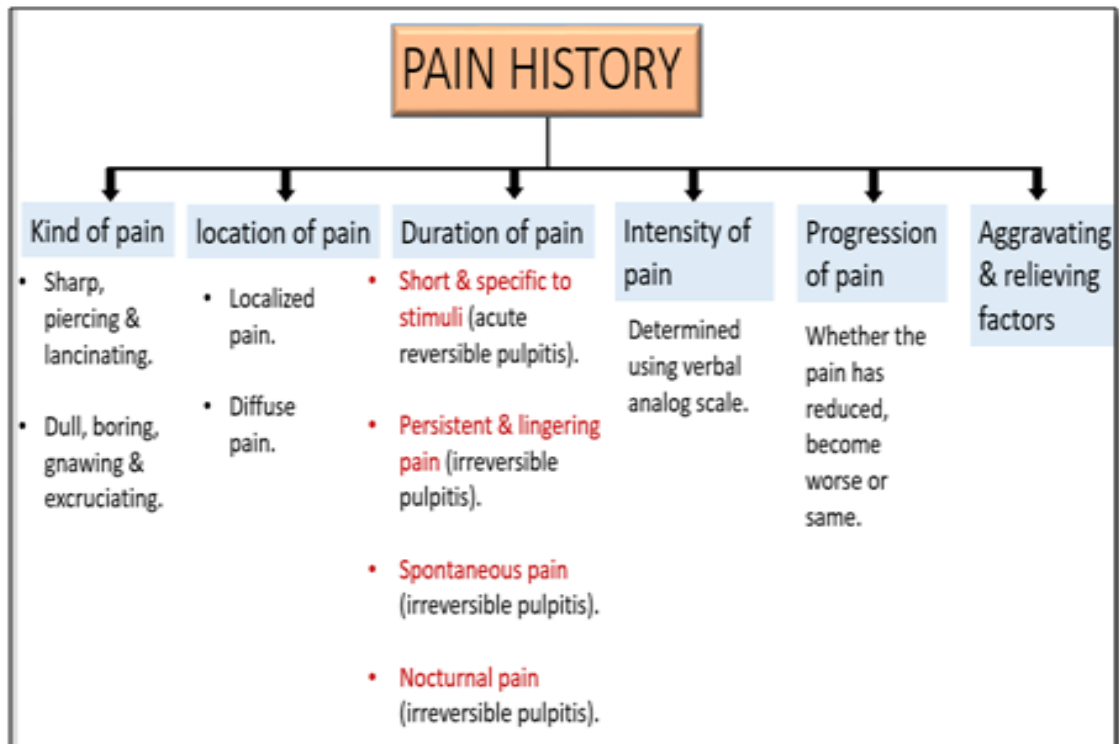 PAIN HISTORY
Kind of pain
• Sharp,
piercing &
lancinating.
• Dull, boring,
gnawing &
excruciating.
location of pain
• Localized
pain.
• Diffuse
pain.
Duration of pain
• Short & specific to
stimuli (acute
reversible pulpitis).
• Persistent & lingering
pain (irreversible
pulpitis).
• Spontaneous pain
(irreversible pulpitis).
• Nocturnal pain
(irreversible pulpitis).
Intensity of
pain
Determined
using verbal
analog scale.
Progression
of pain
Whether the
pain has
reduced,
become
worse or
same.
Aggravating
& relieving
factors